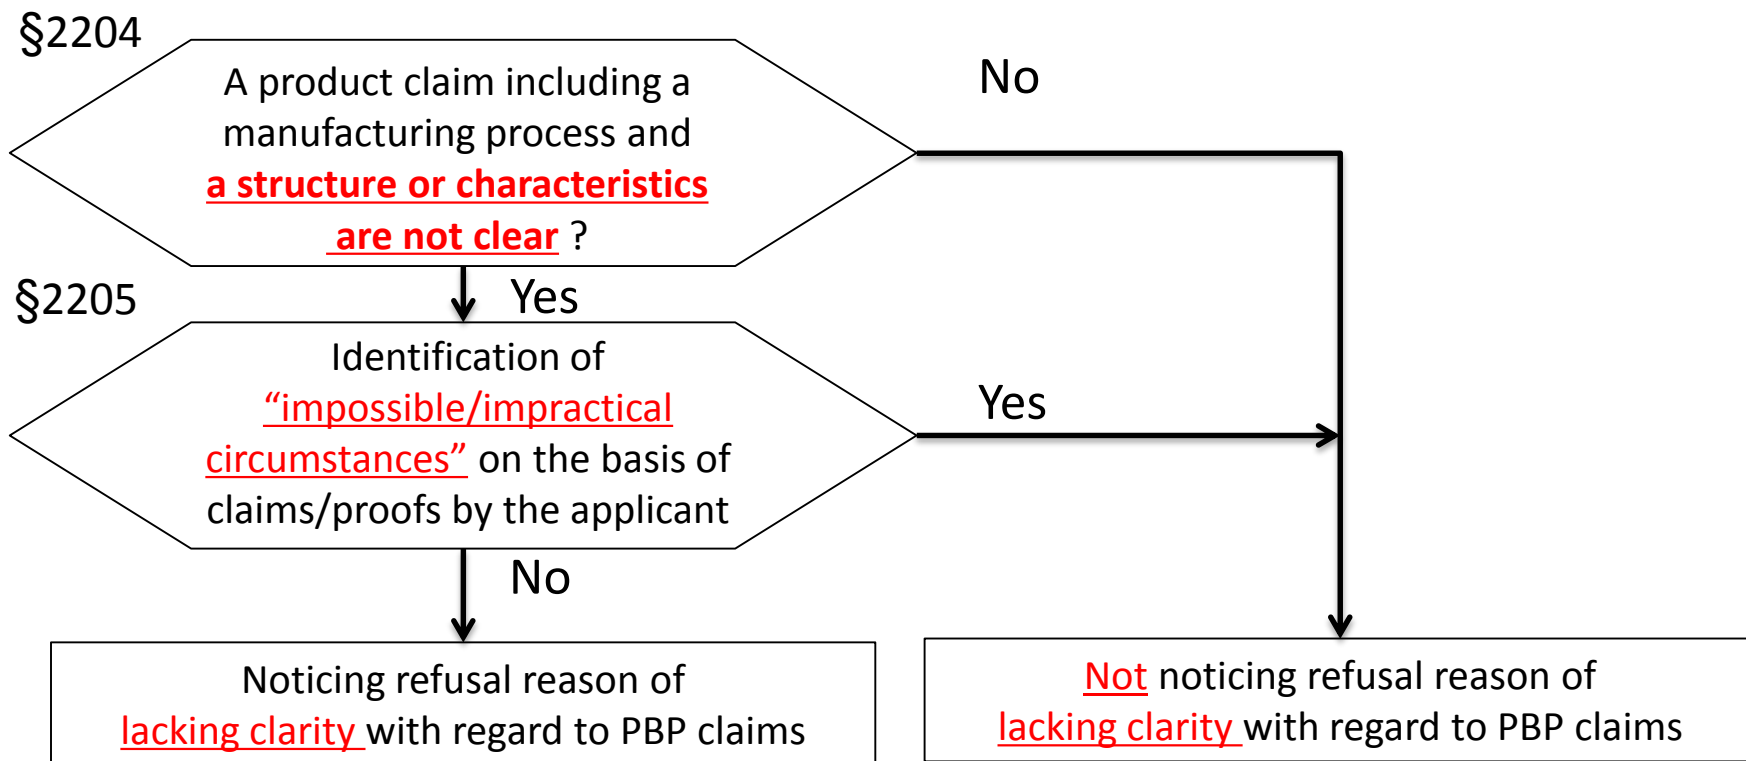 §2204
A product claim including a
manufacturing process and
a structure or characteristics
are not clear ?
No
Yes
§2205
Identification of
“impossible/impractical
circumstances” on the basis of
claims/proofs by the applicant
Yes
No
Noticing refusal reason of
lacking clarity with regard to PBP claims
Not noticing refusal reason of
lacking clarity with regard to PBP claims